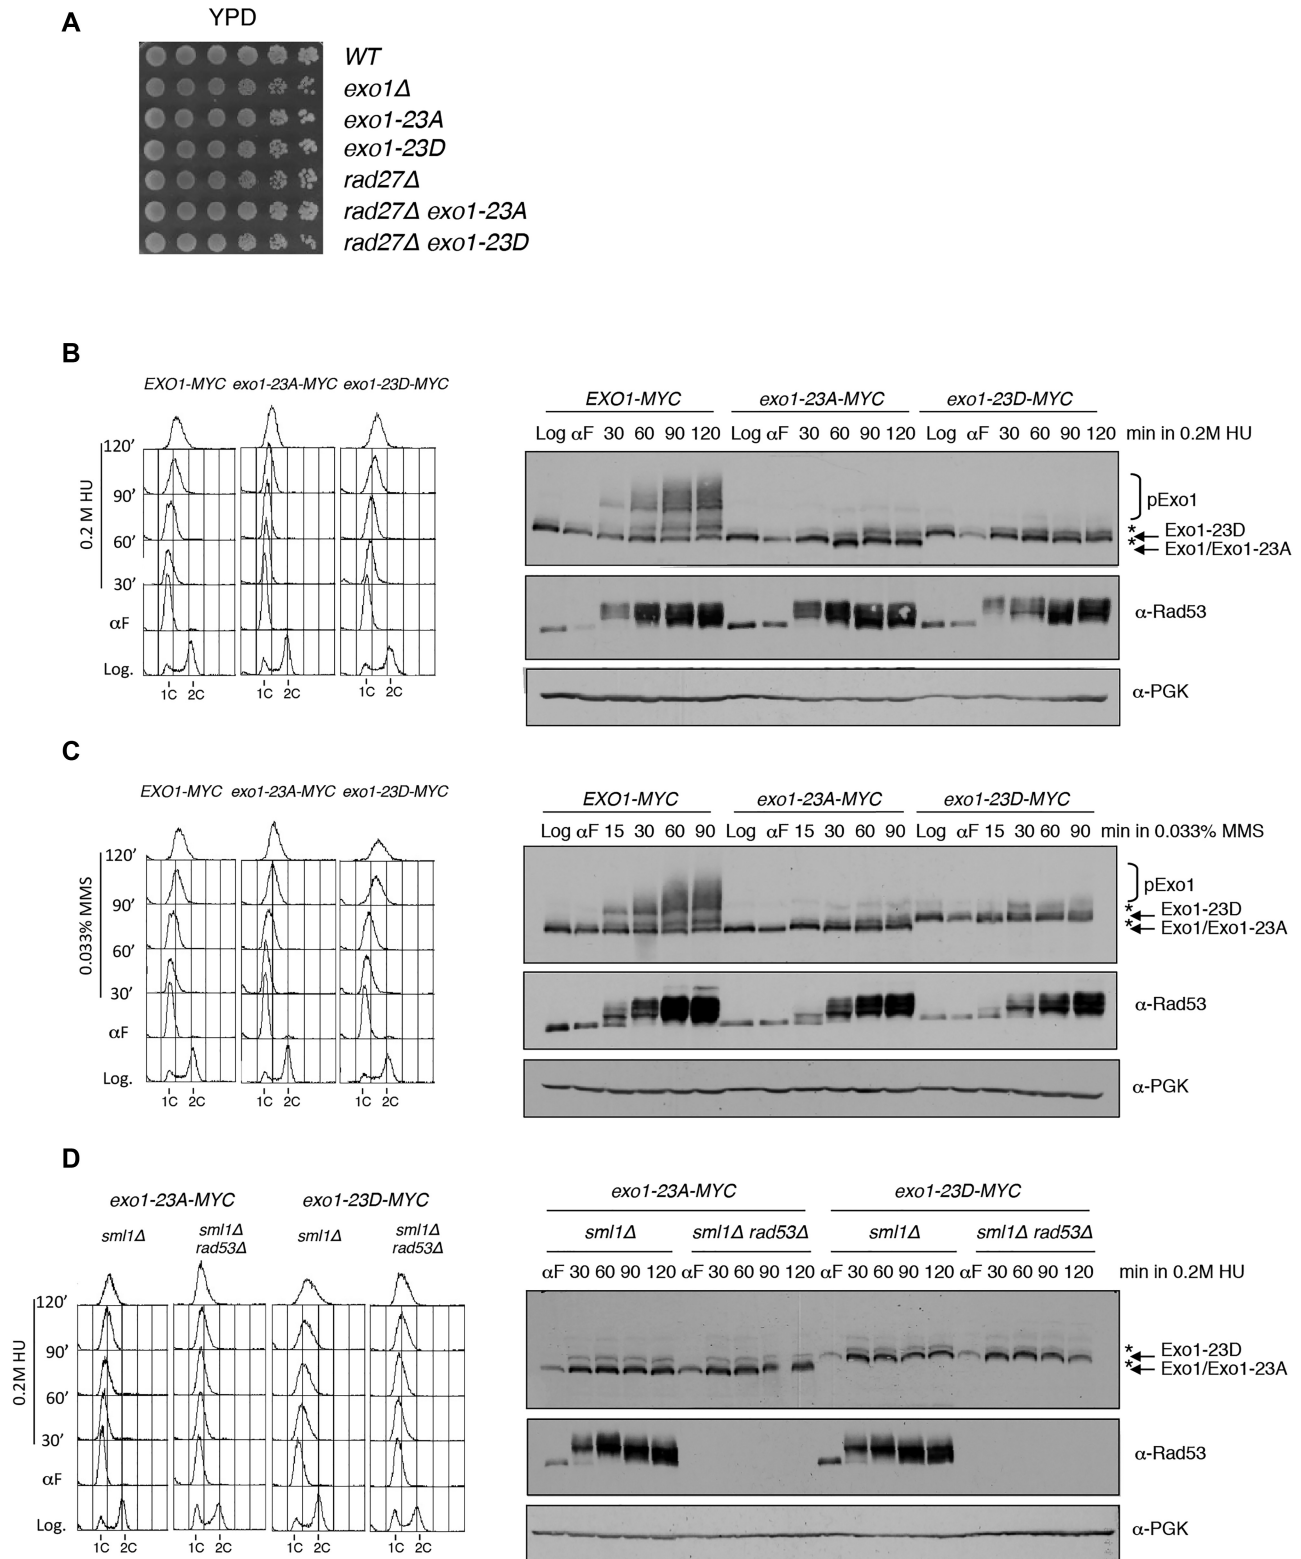 A
YPD
WT
exo1Δ
exo1-23A
exo1-23D
rad27Δ
rad27Δ exo1-23A
rad27Δ exo1-23D
B
EXO1-MYC exo1-23A-MYC exo1-23D-MYC
0.2 M HU
120′
90′
60′
30′
αF
Log.
1C 2C 1C 2C 1C 2C
EXO1-MYC exo1-23A-MYC exo1-23D-MYC
Log αF 30 60 90 120 Log αF 30 60 90 120 Log αF 30 60 90 120 min in 0.2M HU
pExo1
* Exo1-23D
* Exo1/Exo1-23A
α-Rad53
α-PGK
C
EXO1-MYC exo1-23A-MYC exo1-23D-MYC
0.033% MMS
120′
90′
60′
30′
αF
Log.
1C 2C 1C 2C 1C 2C
EXO1-MYC exo1-23A-MYC exo1-23D-MYC
Log αF 15 30 60 90 Log αF 15 30 60 90 Log αF 15 30 60 90 min in 0.033% MMS
pExo1
* Exo1-23D
* Exo1/Exo1-23A
α-Rad53
α-PGK
D
exo1-23A-MYC exo1-23D-MYC
sml1Δ sml1Δ rad53Δ sml1Δ sml1Δ rad53Δ
0.2M HU
120′
90′
60′
30′
αF
Log.
1C 2C 1C 2C 1C 2C 1C 2C
exo1-23A-MYC exo1-23D-MYC
sml1Δ sml1Δ rad53Δ sml1Δ sml1Δ rad53Δ
αF 30 60 90 120 αF 30 60 90 120 αF 30 60 90 120 αF 30 60 90 120 min in 0.2M HU
* Exo1-23D
* Exo1/Exo1-23A
α-Rad53
α-PGK